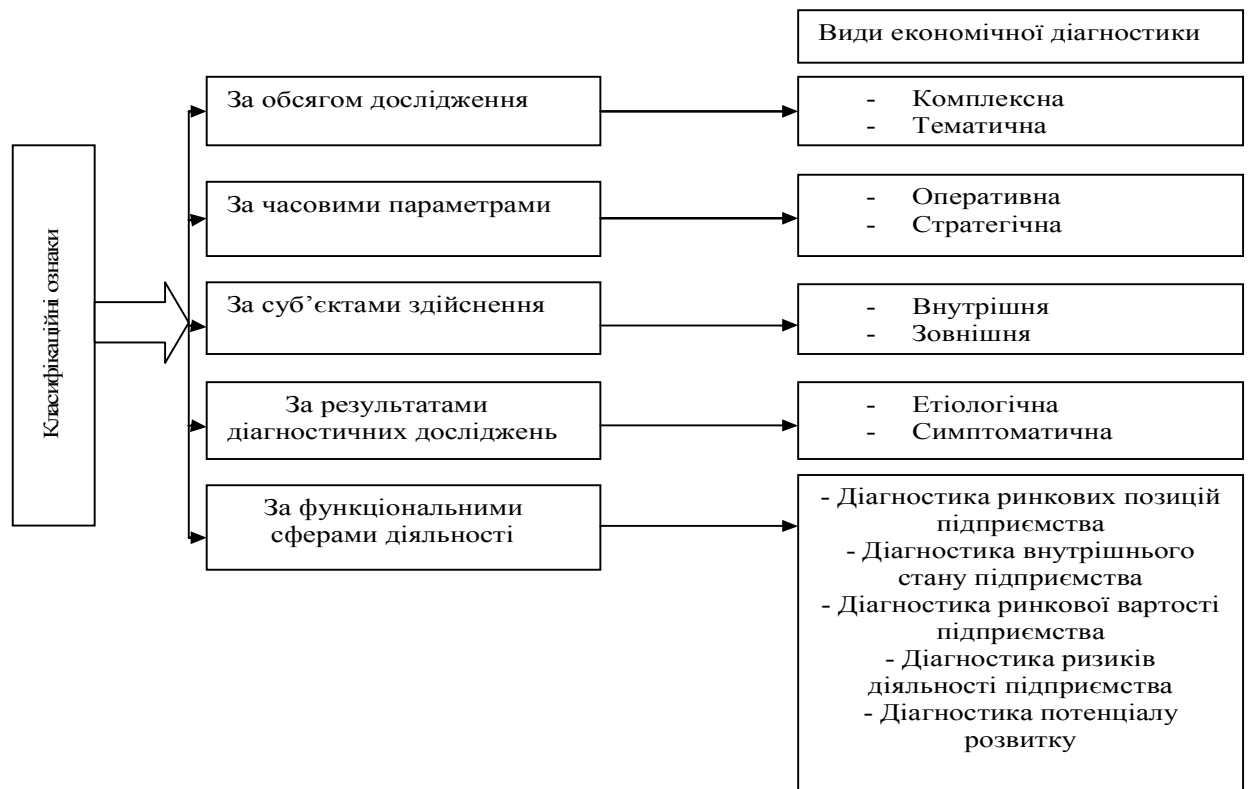 Види економічної діагностики
Класифікаційні ознаки
За обсягом дослідження
- Комплексна
- Тематична
За часовими параметрами
- Оперативна
- Стратегічна
За суб’єктами здійснення
- Внутрішня
- Зовнішня
За результатами
діагностичних досліджень
- Етіологічна
- Симптоматична
За функціональними
сферами діяльності
- Діагностика ринкових позицій
підприємства
- Діагностика внутрішнього
стану підприємства
- Діагностика ринкової вартості
підприємства
- Діагностика ризиків
діяльності підприємства
- Діагностика потенціалу
розвитку